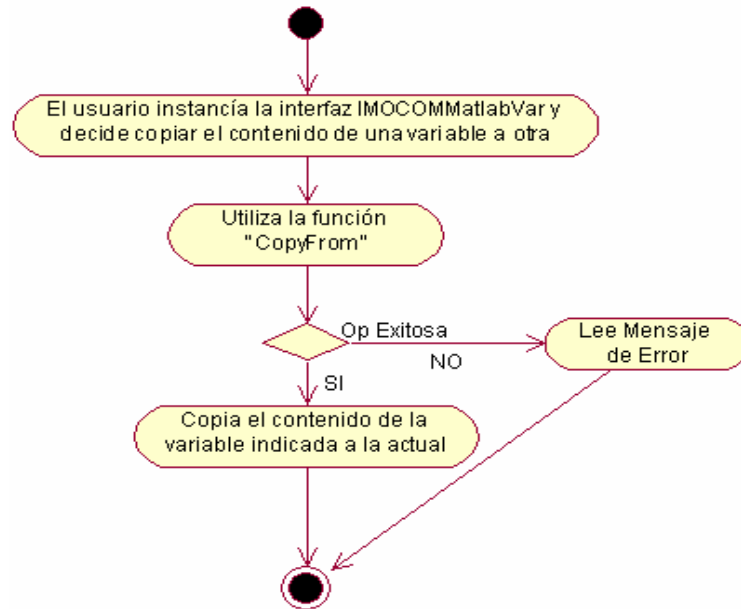 El usuario instancía la interfaz IMOCOMMatlabVar y
decide copiar el contenido de una variable a otra
Utiliza la función
"CopyFrom"
Op Exitosa
NO
Lee Mensaje
de Error
SI
Copia el contenido de la
variable indicada a la actual